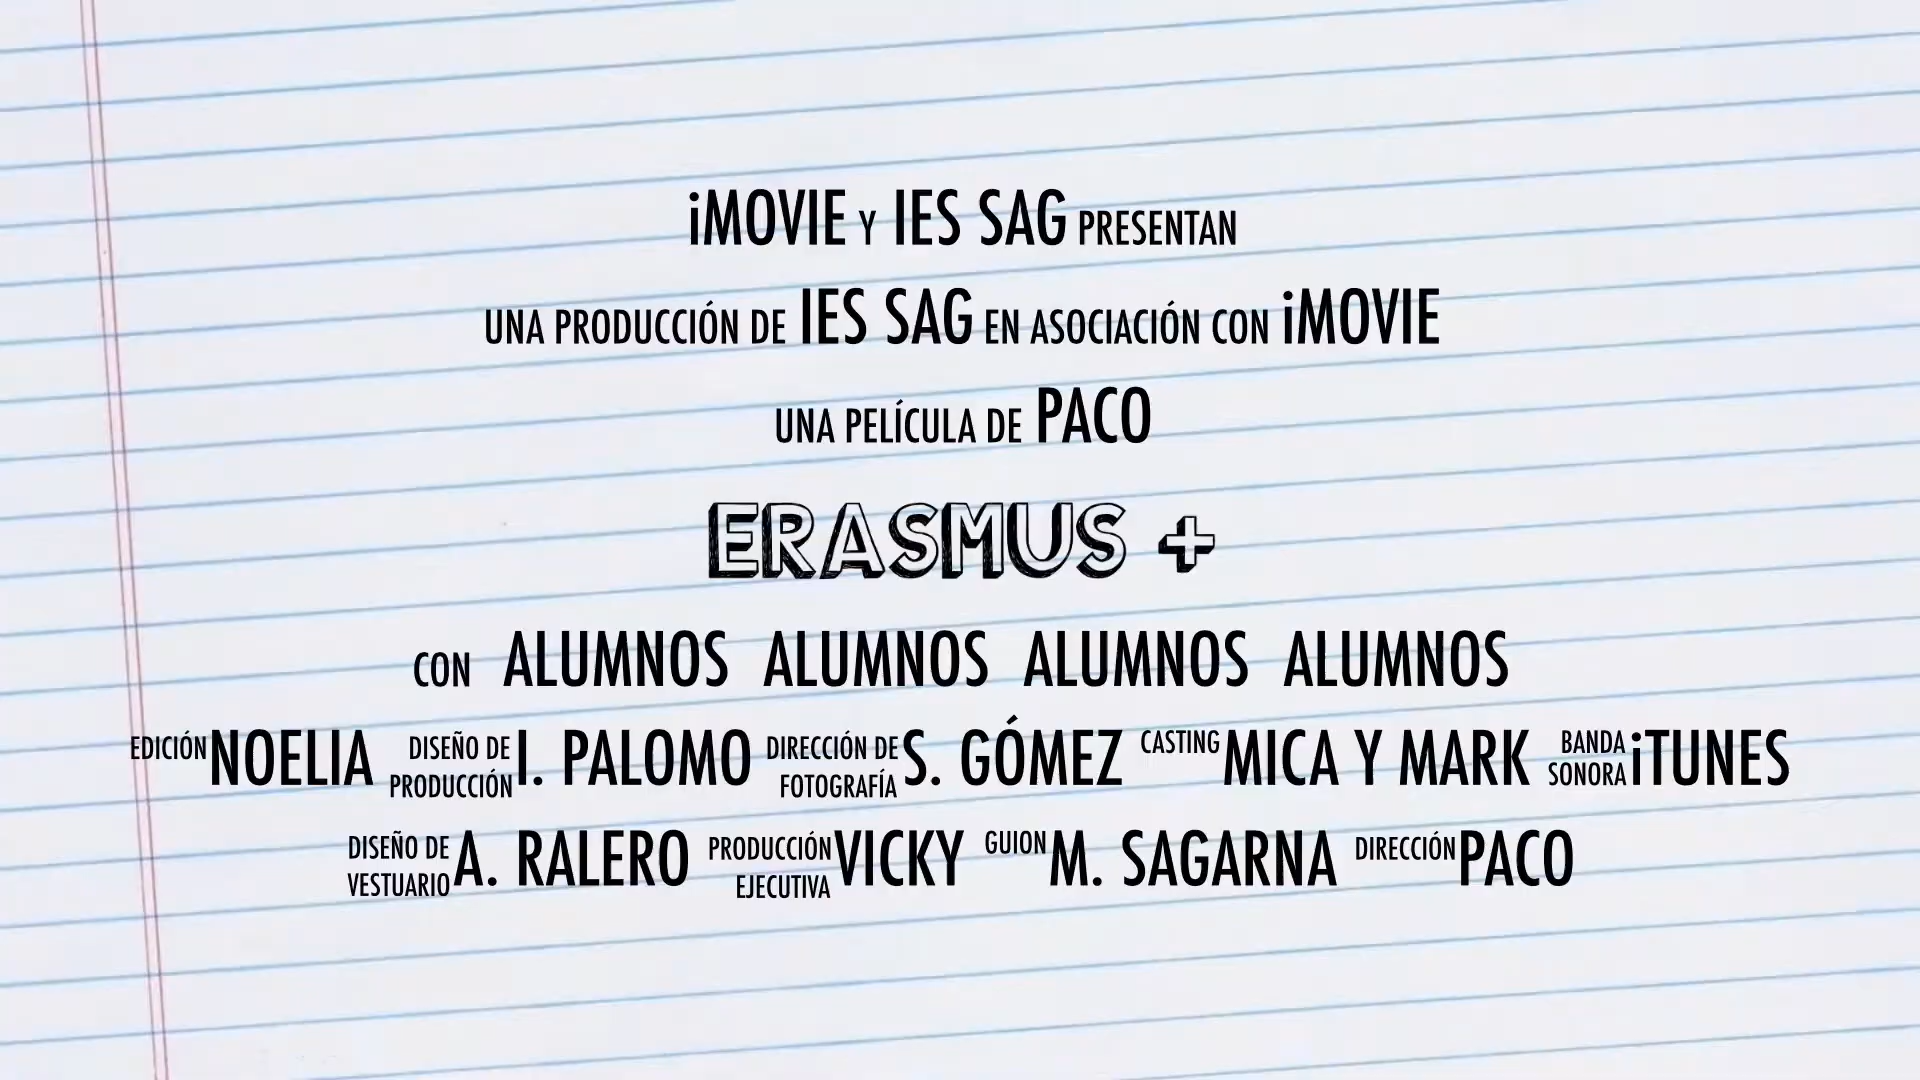 iMOVIE Y IES SAG PRESENTAN
UNA PRODUCCIÓN DE IES SAG EN ASOCIACIÓN CON iMOVIE
UNA PELÍCULA DE PACO
ERASMUS +
CON ALUMNOS ALUMNOS ALUMNOS ALUMNOS
EDICIÓN NOELIA DISEÑO DE PRODUCCIÓN I. PALOMO DIRECCIÓN DE FOTOGRAFÍA S. GÓMEZ CASTING MICA Y MARK BANDA SONORA iTUNES
DISEÑO DE VESTUARIO A. RALERO PRODUCCIÓN EJECUTIVA VICKY GUION M. SAGARNA DIRECCIÓN PACO